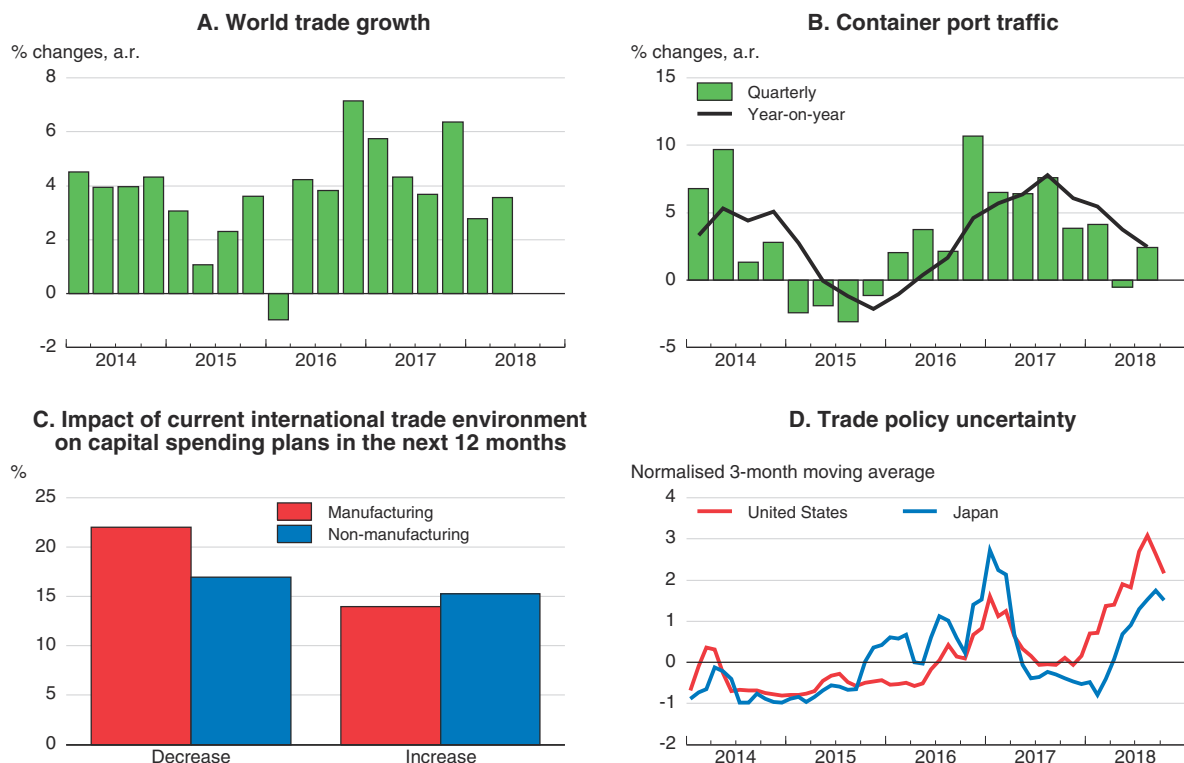 A. World trade growth
% changes, a.r.
8
6
4
2
0
-2
2014 2015 2016 2017 2018
B. Container port traffic
% changes, a.r.
15
10
5
0
-5
Quarterly
Year-on-year
2014 2015 2016 2017 2018
C. Impact of current international trade environment
on capital spending plans in the next 12 months
%
25
20
15
10
5
0
Manufacturing
Non-manufacturing
Decrease Increase
D. Trade policy uncertainty
Normalised 3-month moving average
4
3
2
1
0
-1
-2
United States Japan
2014 2015 2016 2017 2018